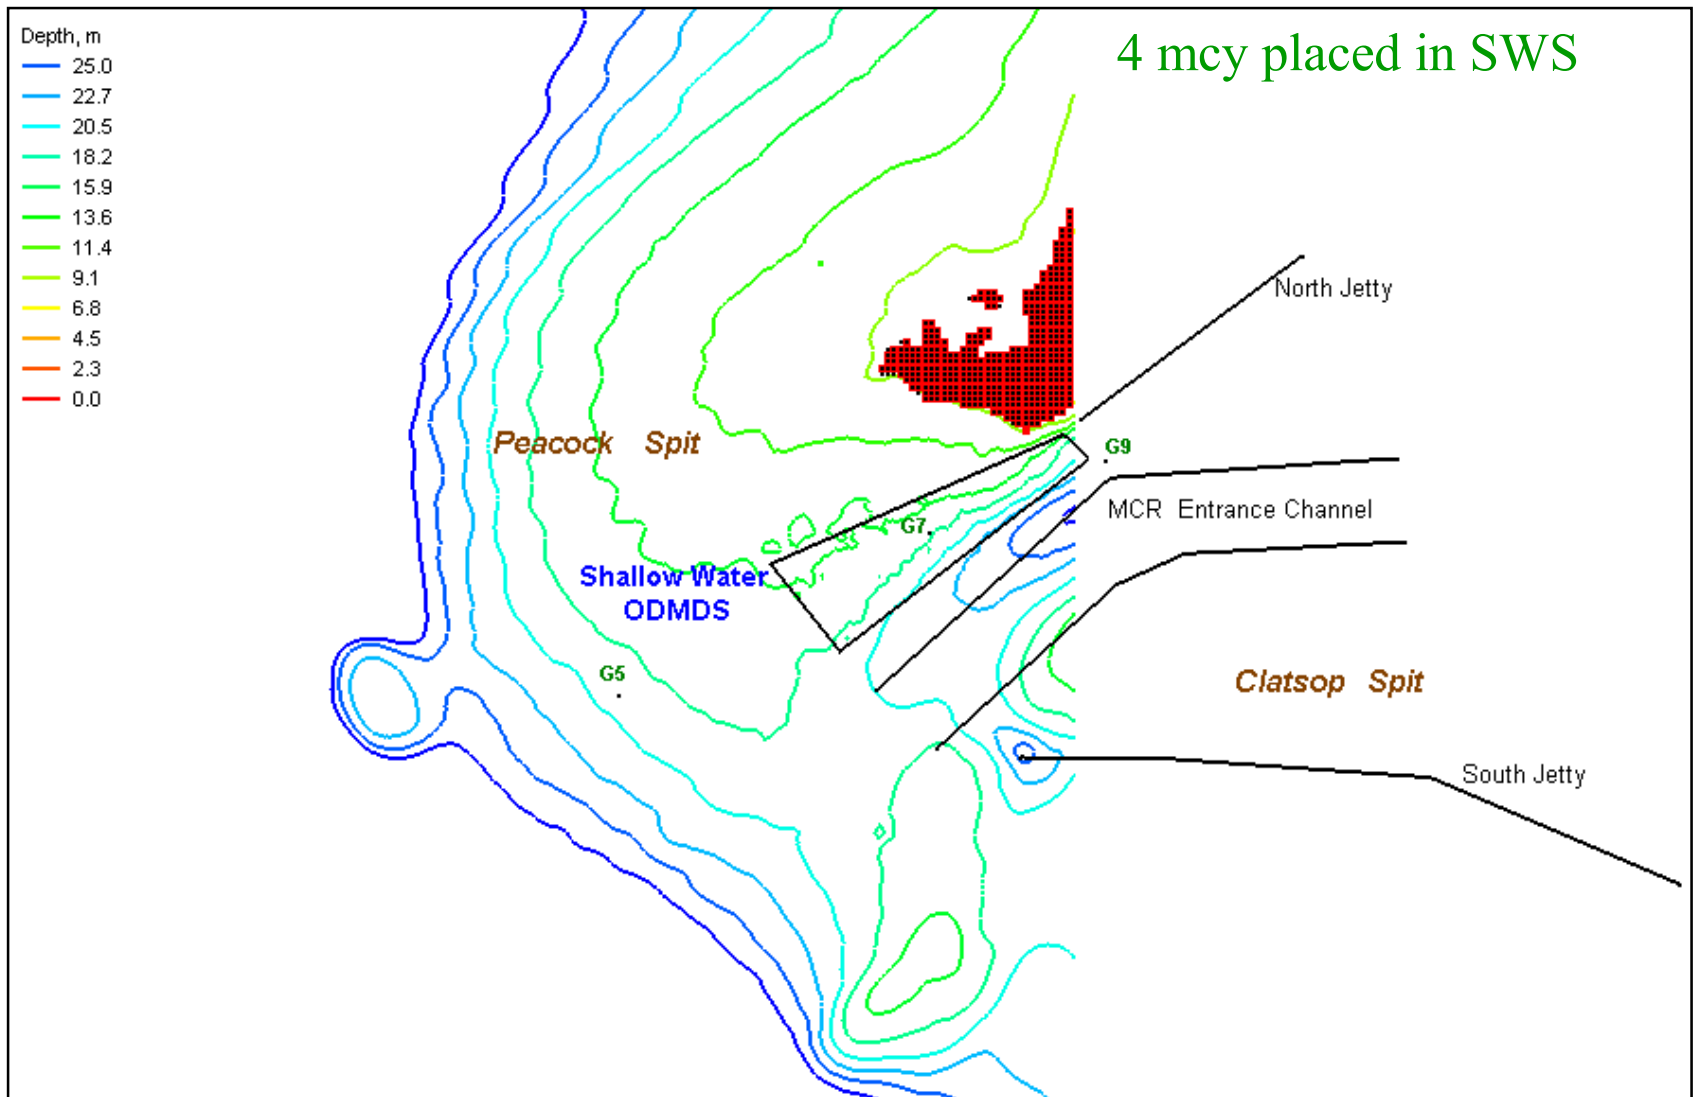 4 mcy placed in SWS
Depth, m
25.0
22.7
20.5
18.2
15.9
13.6
11.4
9.1
6.8
4.5
2.3
0.0
North Jetty
Peacock Spit
G9
MCR Entrance Channel
G7
Shallow Water
ODMDS
G5
Clatsop Spit
South Jetty